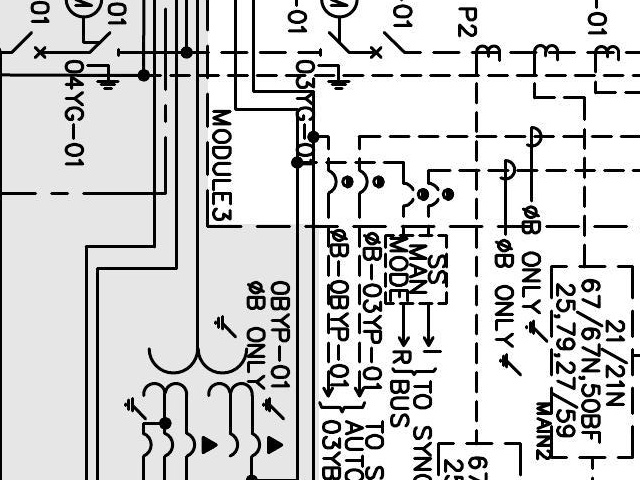 01
M
01
04YG-01
MODULE3
-01
M
-01
03YG-01
P2
-01
0BYP-01
ØB ONLY
ØB-0BYP-01
ØB-03YP-01
SS
MAN
MODE
R
I
BUS
TO SYNC
TO S
AUTO
03YB
ØB ONLY
ØB ONLY
21/21N
67/67N,50BF
25,79,27/59
MAIN2
67
25